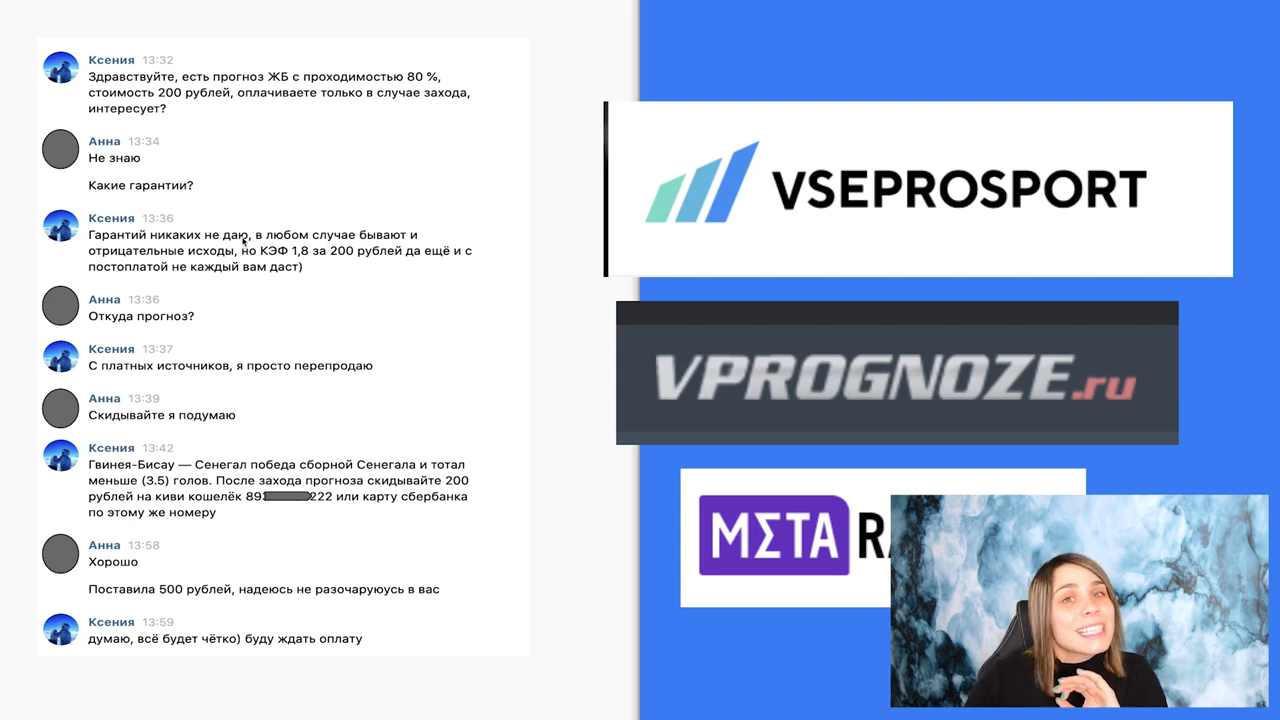 Ксения 13:32
Здравствуйте, есть прогноз ЖБ с проходимостью 80 %,
стоимость 200 рублей, оплачиваете только в случае захода,
интересует?
Анна 13:34
Не знаю
Какие гарантии?
Ксения 13:36
Гарантий никаких не даю, в любом случае бывают и
отрицательные исходы, но КЭФ 1,8 за 200 рублей да ещё и с
постоплатой не каждый вам даст)
Анна 13:36
Откуда прогноз?
Ксения 13:37
С платных источников, я просто перепродаю
Анна 13:39
Скидывайте я подумаю
Ксения 13:42
Гвинея-Бисау — Сенегал победа сборной Сенегала и тотал
меньше (3.5) голов. После захода прогноза скидывайте 200
рублей на киви кошелёк 89 222 или карту сбербанка
по этому же номеру
Анна 13:58
Хорошо
Поставила 500 рублей, надеюсь не разочаруюусь в вас
Ксения 13:59
думаю, всё будет чётко) буду ждать оплату
VSEPROSPORT
VPROGNOZE.ru
MΣTA R